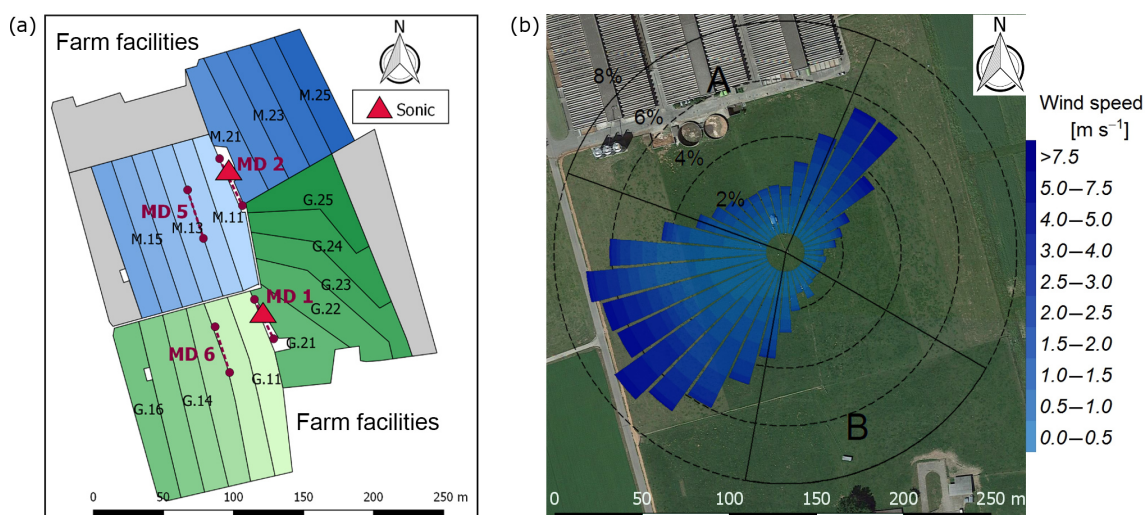 (a)
Farm facilities
N
Sonic
M.25
M.23
M.21
MD 2
MD 5
M.11
M.13
M.15
G.25
G.24
G.23
G.22
MD 1
MD 6
G.21
G.11
G.14
G.16
Farm facilities
0 50 100 150 200 250 m
(b)
N
8%
A
6%
4%
2%
B
0 50 100 150 200 250 m
Wind speed
[m s⁻¹]
>7.5
5.0–7.5
4.0–5.0
3.0–4.0
2.5–3.0
2.0–2.5
1.5–2.0
1.0–1.5
0.5–1.0
0.0–0.5